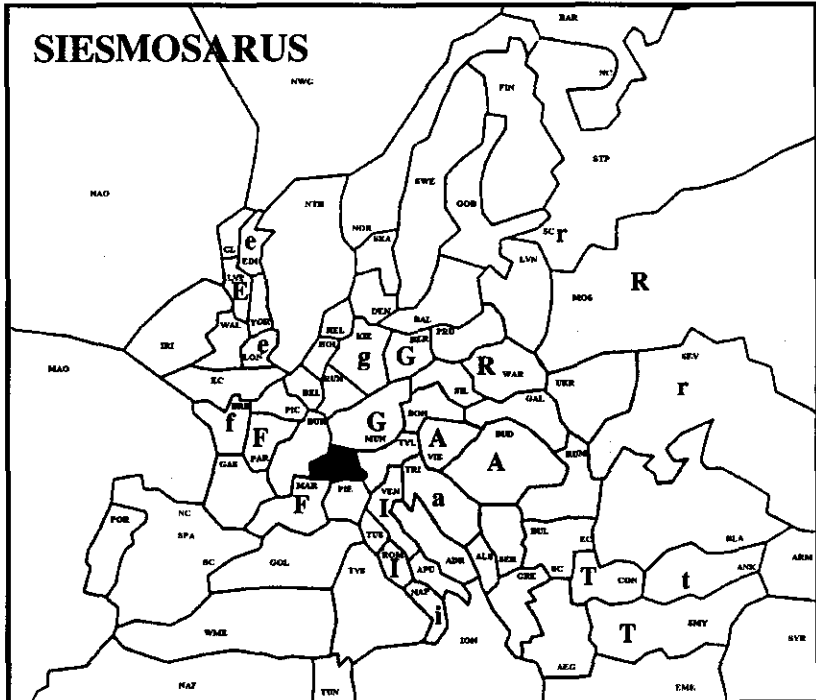 SIESMOSARUS
BAR
NWG
NC
FIN
STP
NAO
SWE
NTH
GOB
NOR
SKA
SC r
CL
e
EDI
LVN
LVP
E
MOS
R
DEN
BAL
YOR
WAL
HEL
PRU
IRI
e
LON
HOL
KIE
BER
g
G
SEV
MAO
EC
RUH
R
WAR
UKR
r
BEL
SIL
GAL
BRE
PIC
BOH
f
F
BUR
G
A
BUD
MUN
TYL
VIE
GAS
PAR
A
RUM
TRI
MAR
PIE
VEN
F
I
a
POR
NC
SPA
BUL
TUS
EC
BLA
ROM
SC
GOL
TYS
I
APU
ADR
ALB
SER
ARM
GRE
SC
T
CON
t
ANK
NAP
i
WME
ION
T
SMY
SYR
AEG
NAF
TUN
EMS